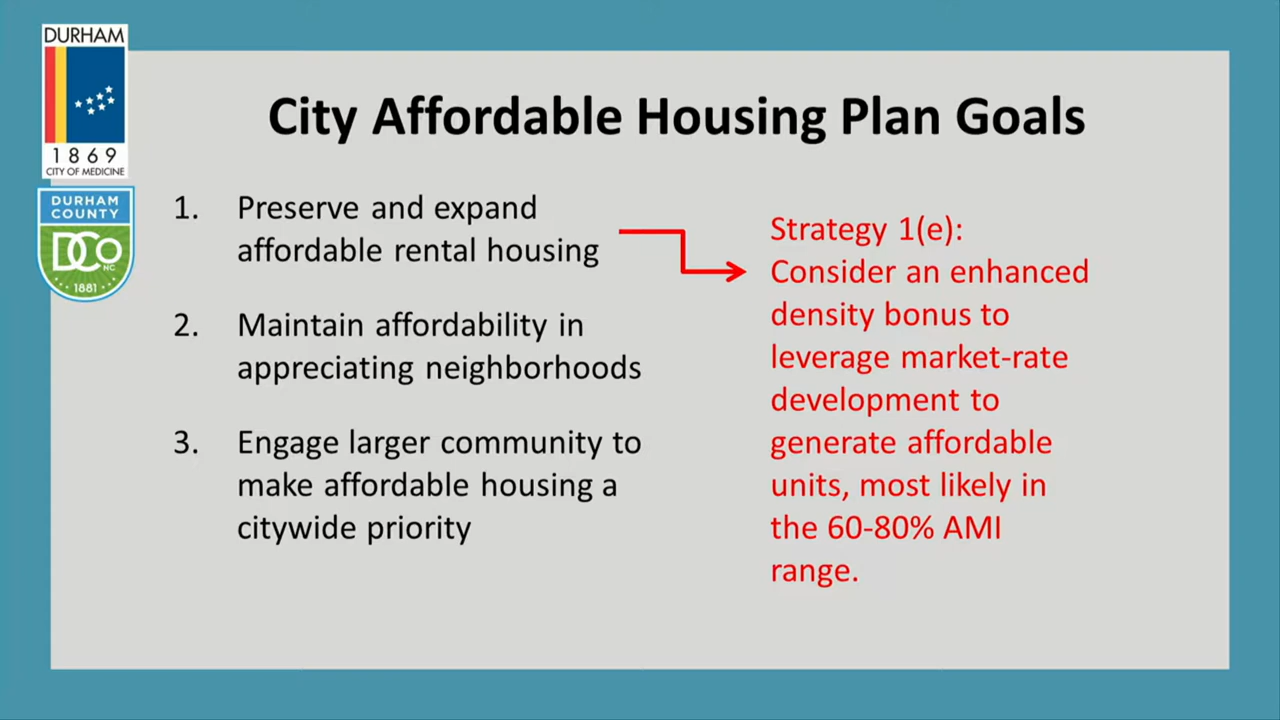 DURHAM
1869
CITY OF MEDICINE
DURHAM
COUNTY
DCo
NC
1881
City Affordable Housing Plan Goals
1. Preserve and expand
affordable rental housing
2. Maintain affordability in
appreciating neighborhoods
3. Engage larger community to
make affordable housing a
citywide priority
Strategy 1(e):
Consider an enhanced
density bonus to
leverage market-rate
development to
generate affordable
units, most likely in
the 60-80% AMI
range.